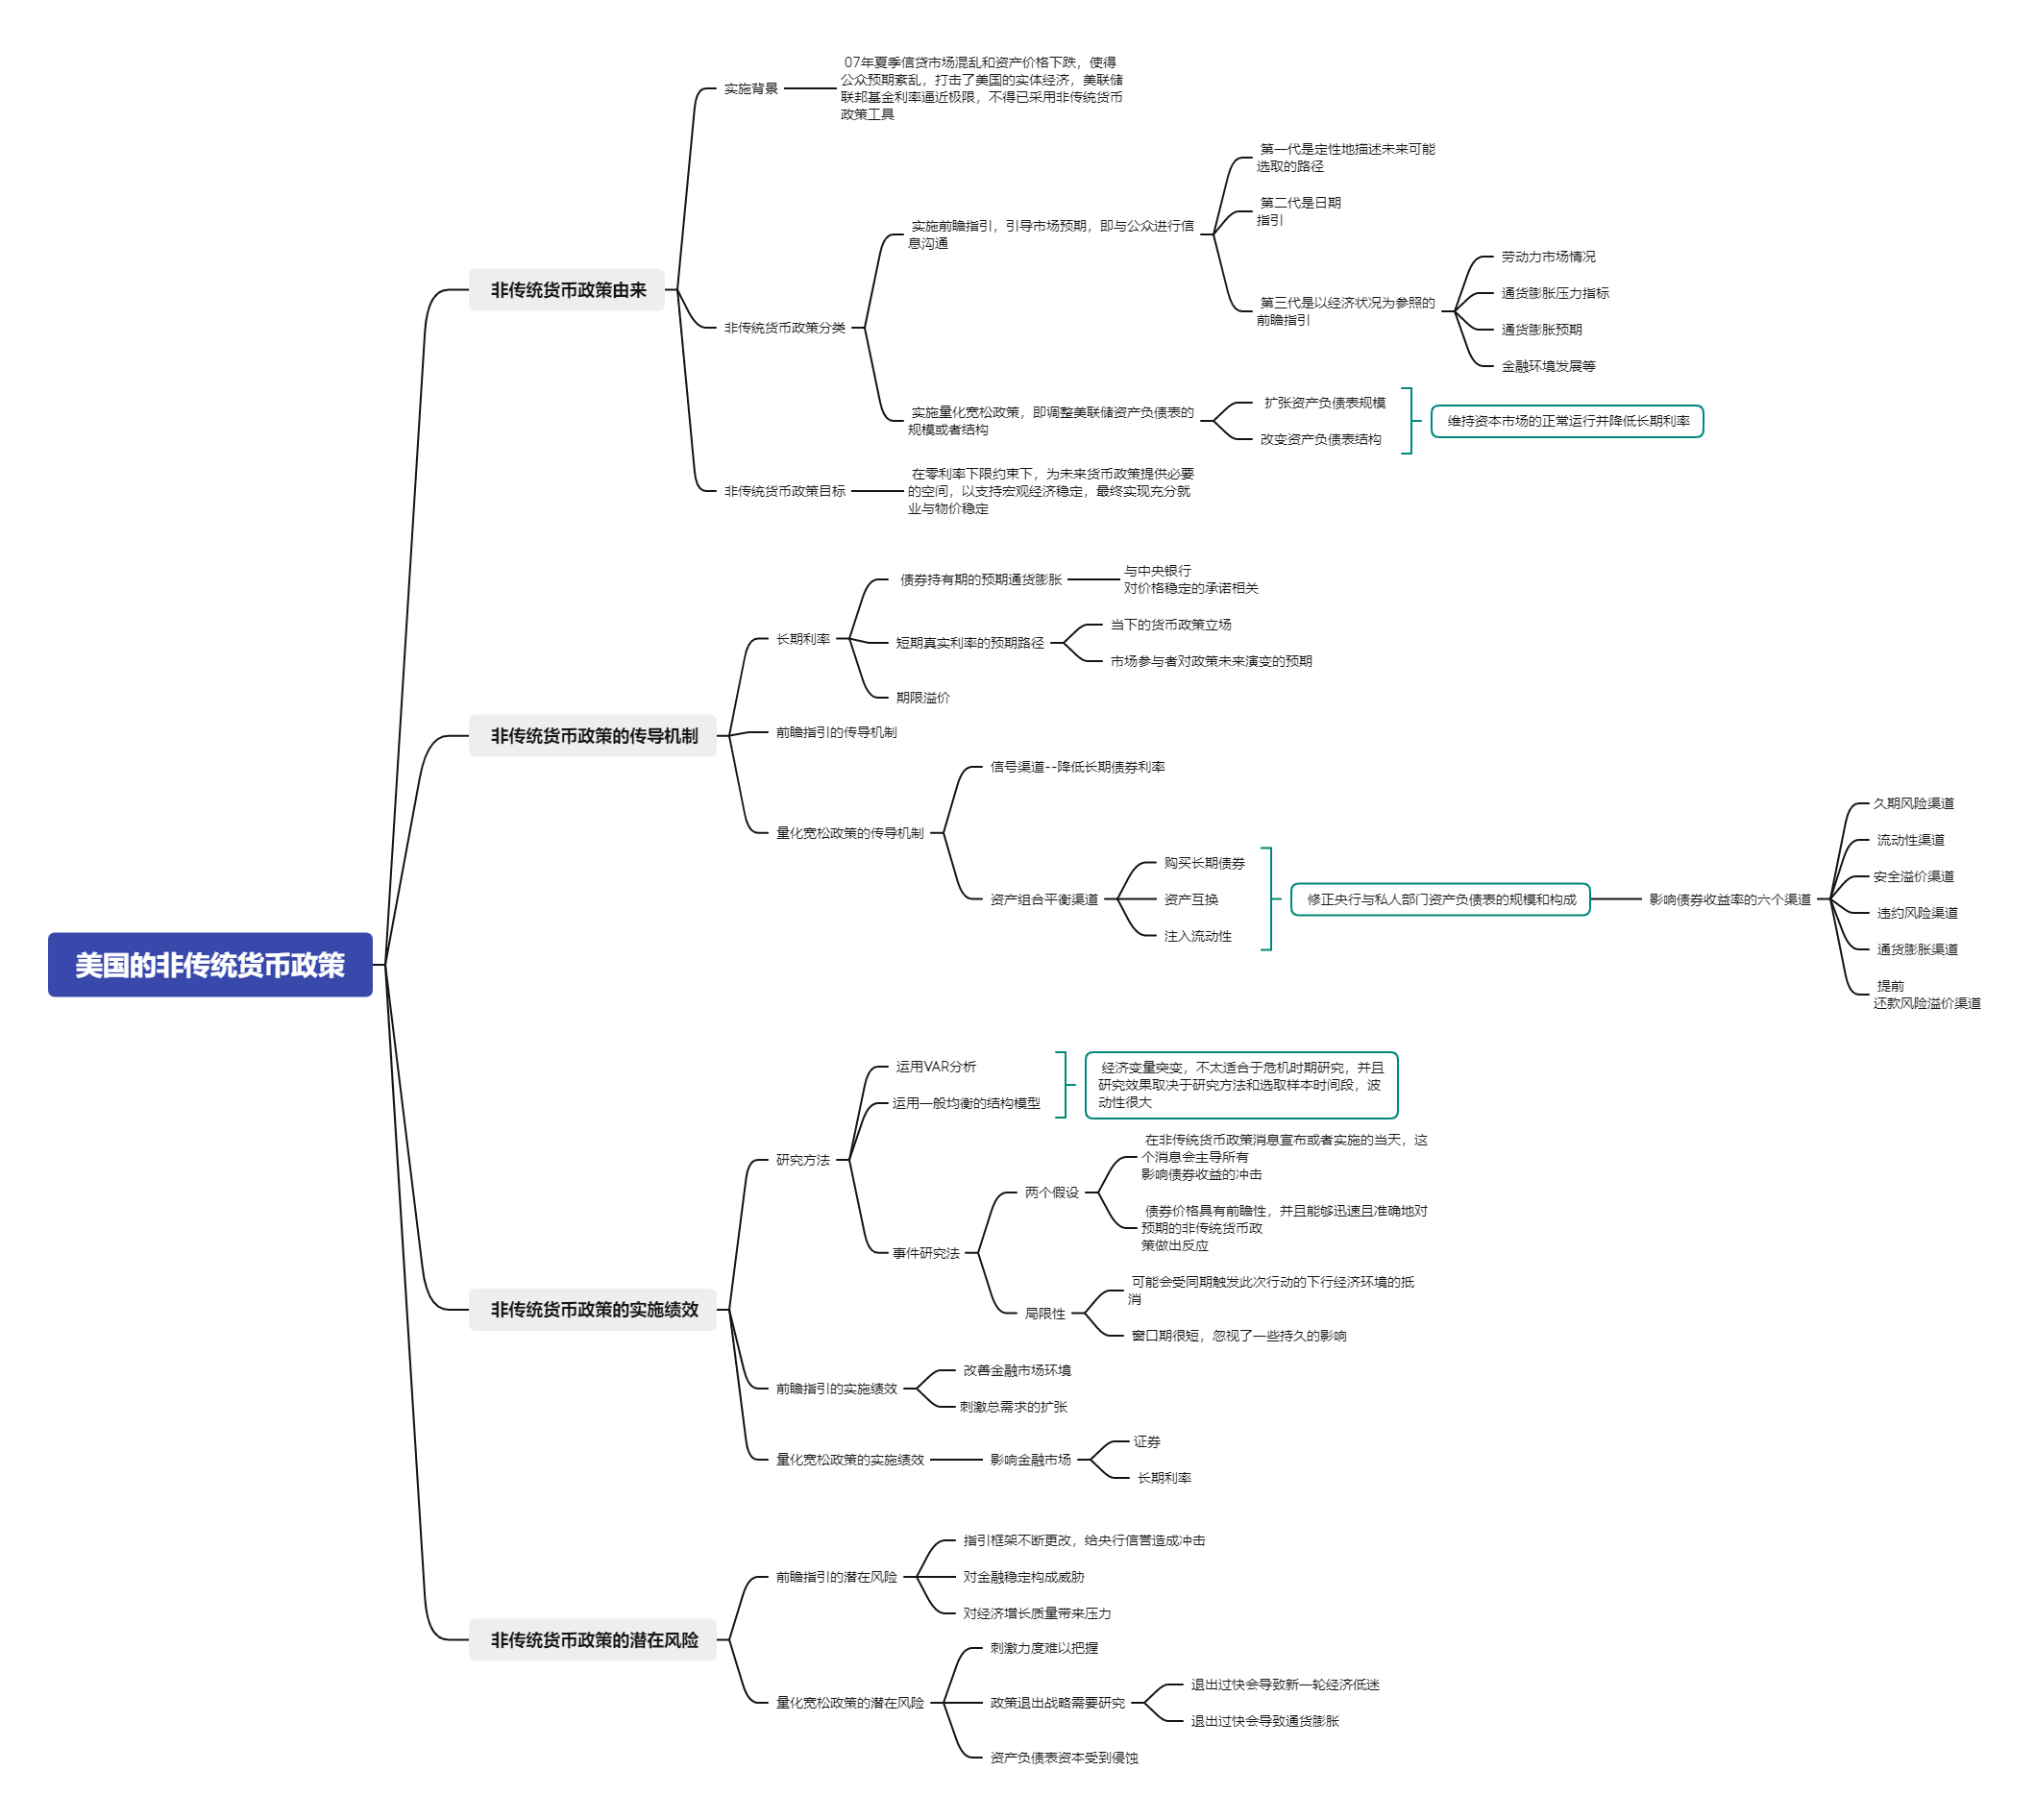 美国的非传统货币政策
非传统货币政策由来
实施背景
07年夏季信贷市场混乱和资产价格下跌，使得
公众预期紊乱，打击了美国的实体经济，美联储
联邦基金利率逼近极限，不得已采用非传统货币
政策工具
非传统货币政策分类
实施前瞻指引，引导市场预期，即与公众进行信
息沟通
第一代是定性地描述未来可能
选取的路径
第二代是日期
指引
第三代是以经济状况为参照的
前瞻指引
劳动力市场情况
通货膨胀压力指标
通货膨胀预期
金融环境发展等
实施量化宽松政策，即调整美联储资产负债表的
规模或者结构
扩张资产负债表规模
改变资产负债表结构
维持资本市场的正常运行并降低长期利率
非传统货币政策目标
在零利率下限约束下，为未来货币政策提供必要
的空间，以支持宏观经济稳定，最终实现充分就
业与物价稳定
非传统货币政策的传导机制
长期利率
债券持有期的预期通货膨胀
与中央银行
对价格稳定的承诺相关
短期真实利率的预期路径
当下的货币政策立场
市场参与者对政策未来演变的预期
期限溢价
前瞻指引的传导机制
量化宽松政策的传导机制
信号渠道--降低长期债券利率
资产组合平衡渠道
购买长期债券
资产互换
注入流动性
修正央行与私人部门资产负债表的规模和构成
影响债券收益率的六个渠道
久期风险渠道
流动性渠道
安全溢价渠道
违约风险渠道
通货膨胀渠道
提前
还款风险溢价渠道
非传统货币政策的实施绩效
研究方法
运用VAR分析
运用一般均衡的结构模型
经济变量突变，不太适合于危机时期研究，并且
研究效果取决于研究方法和选取样本时间段，波
动性很大
事件研究法
两个假设
在非传统货币政策消息宣布或者实施的当天，这
个消息会主导所有
影响债券收益的冲击
债券价格具有前瞻性，并且能够迅速且准确地对
预期的非传统货币政
策做出反应
局限性
可能会受同期触发此次行动的下行经济环境的抵
消
窗口期很短，忽视了一些持久的影响
前瞻指引的实施绩效
改善金融市场环境
刺激总需求的扩张
量化宽松政策的实施绩效
影响金融市场
证券
长期利率
非传统货币政策的潜在风险
前瞻指引的潜在风险
指引框架不断更改，给央行信誉造成冲击
对金融稳定构成威胁
对经济增长质量带来压力
量化宽松政策的潜在风险
刺激力度难以把握
政策退出战略需要研究
退出过快会导致新一轮经济低迷
退出过快会导致通货膨胀
资产负债表资本受到侵蚀